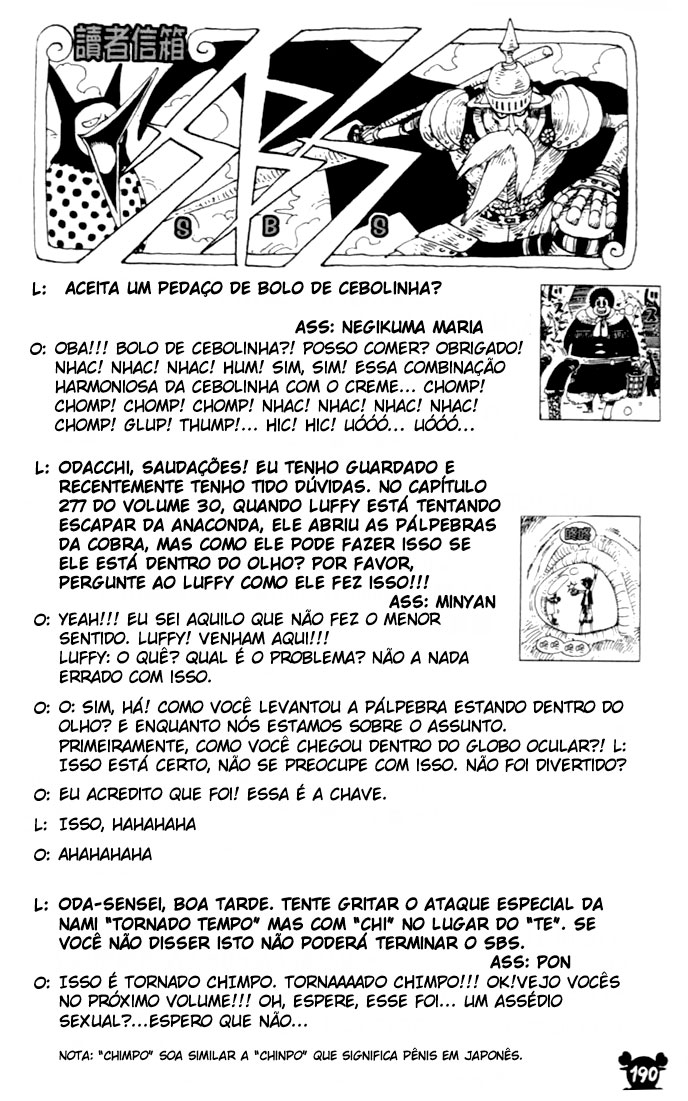 讀者信箱
S B S
L: ACEITA UM PEDAÇO DE BOLO DE CEBOLINHA?
ASS: NEGIKUMA MARIA
O: OBA!!! BOLO DE CEBOLINHA?! POSSO COMER? OBRIGADO!
NHAC! NHAC! NHAC! HUM! SIM, SIM! ESSA COMBINAÇÃO
HARMONIOSA DA CEBOLINHA COM O CREME... CHOMP!
CHOMP! CHOMP! CHOMP! NHAC! NHAC! NHAC! NHAC!
CHOMP! GLUP! THUMP!... HIC! HIC! UÓÓÓ... UÓÓÓ...
L: ODACCHI, SAUDAÇÕES! EU TENHO GUARDADO E
RECENTEMENTE TENHO TIDO DÚVIDAS. NO CAPÍTULO
277 DO VOLUME 30, QUANDO LUFFY ESTÁ TENTANDO
ESCAPAR DA ANACONDA, ELE ABRIU AS PÁLPEBRAS
DA COBRA, MAS COMO ELE PODE FAZER ISSO SE
ELE ESTÁ DENTRO DO OLHO? POR FAVOR,
PERGUNTE AO LUFFY COMO ELE FEZ ISSO!!!
ASS: MINYAN
O: YEAH!!! EU SEI AQUILO QUE NÃO FEZ O MENOR
SENTIDO. LUFFY! VENHAM AQUI!!!
LUFFY: O QUÊ? QUAL É O PROBLEMA? NÃO A NADA
ERRADO COM ISSO.
O: O: SIM, HÁ! COMO VOCÊ LEVANTOU A PÁLPEBRA ESTANDO DENTRO DO
OLHO? E ENQUANTO NÓS ESTAMOS SOBRE O ASSUNTO.
PRIMEIRAMENTE, COMO VOCÊ CHEGOU DENTRO DO GLOBO OCULAR?! L:
ISSO ESTÁ CERTO, NÃO SE PREOCUPE COM ISSO. NÃO FOI DIVERTIDO?
O: EU ACREDITO QUE FOI! ESSA É A CHAVE.
L: ISSO, HAHAHAHA
O: AHAHAHAHA
L: ODA-SENSEI, BOA TARDE. TENTE GRITAR O ATAQUE ESPECIAL DA
NAMI "TORNADO TEMPO" MAS COM "CHI" NO LUGAR DO "TE". SE
VOCÊ NÃO DISSER ISTO NÃO PODERÁ TERMINAR O SBS.
ASS: PON
O: ISSO É TORNADO CHIMPO. TORNAAAADO CHIMPO!!! OK!VEJO VOCÊS
NO PRÓXIMO VOLUME!!! OH, ESPERE, ESSE FOI... UM ASSÉDIO
SEXUAL?...ESPERO QUE NÃO...
NOTA: "CHIMPO" SOA SIMILAR A "CHINPO" QUE SIGNIFICA PÊNIS EM JAPONÊS.
190